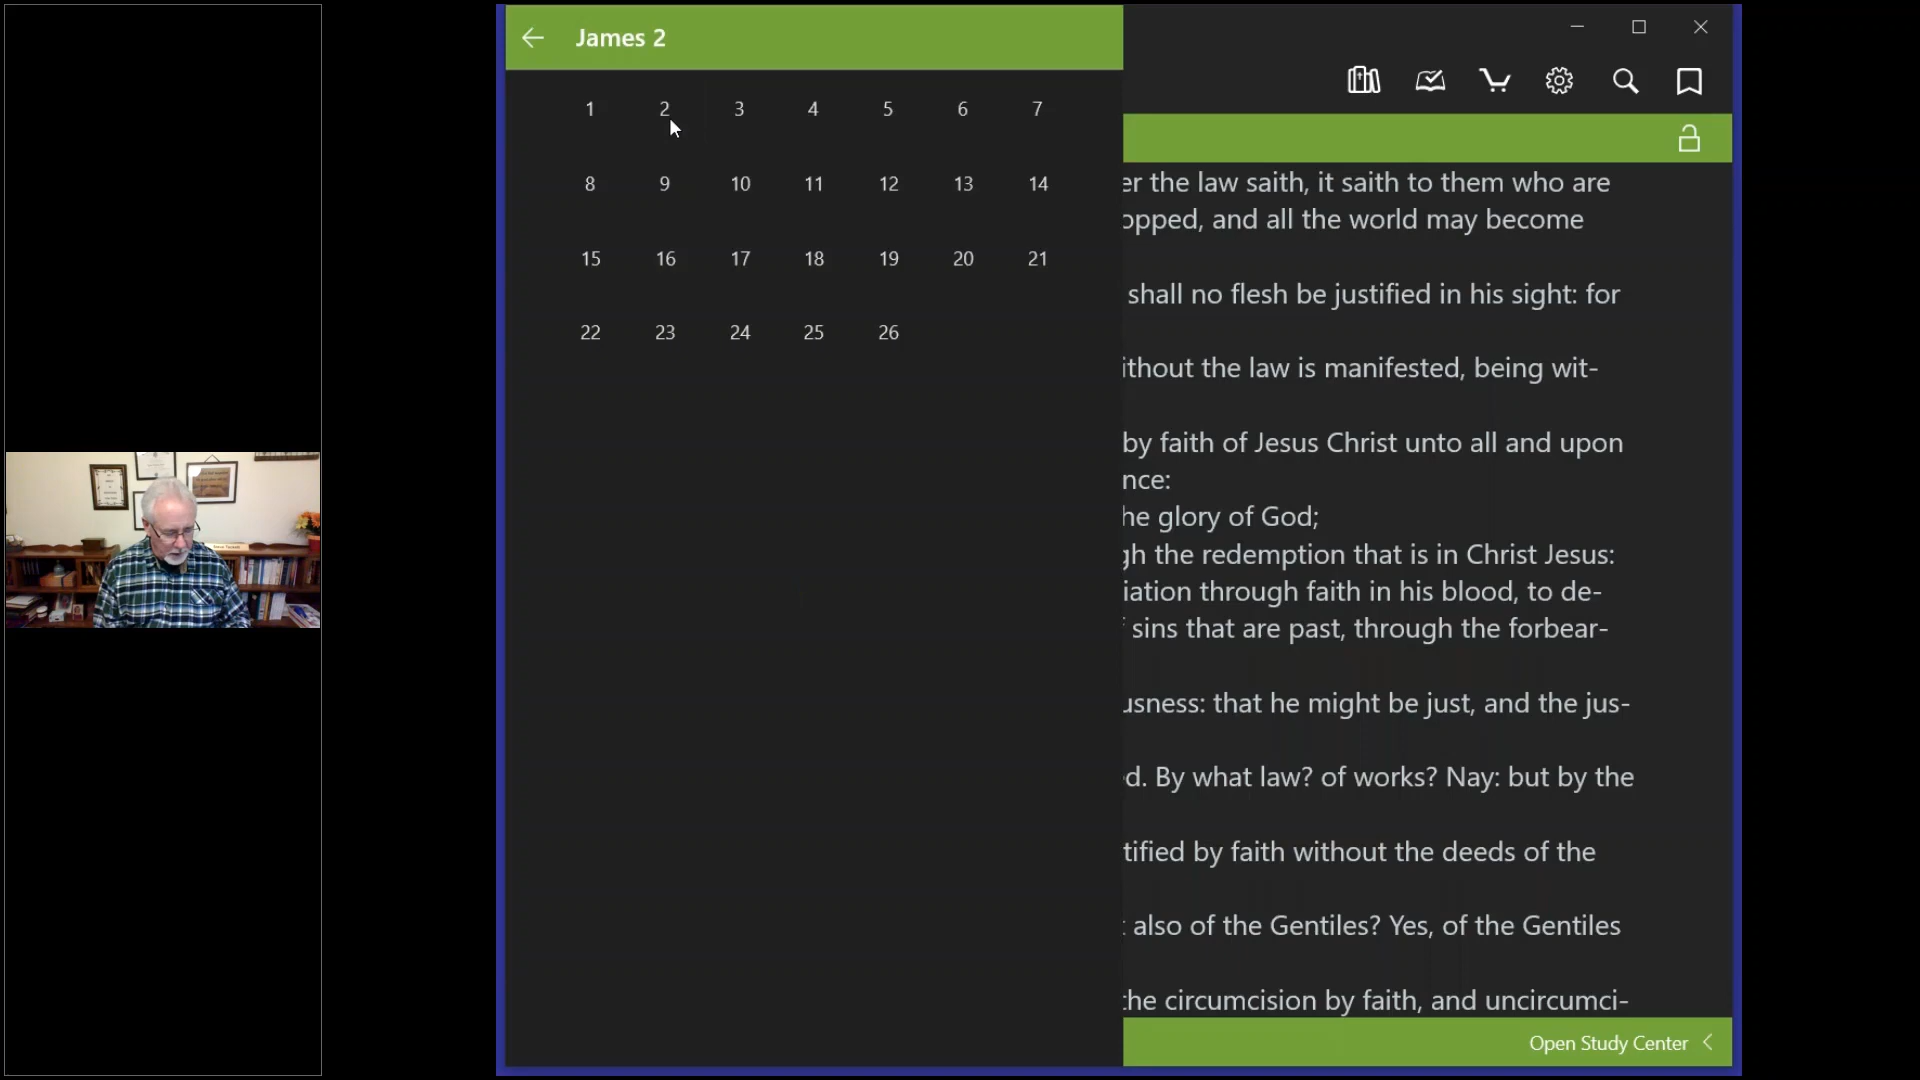 James 2
1 2 3 4 5 6 7
8 9 10 11 12 13 14
15 16 17 18 19 20 21
22 23 24 25 26
er the law saith, it saith to them who are
opped, and all the world may become
shall no flesh be justified in his sight: for
ithout the law is manifested, being wit-
by faith of Jesus Christ unto all and upon
nce:
he glory of God;
gh the redemption that is in Christ Jesus:
iation through faith in his blood, to de-
sins that are past, through the forbear-
usness: that he might be just, and the jus-
ed. By what law? of works? Nay: but by the
tified by faith without the deeds of the
also of the Gentiles? Yes, of the Gentiles
the circumcision by faith, and uncircumci-
Open Study Center